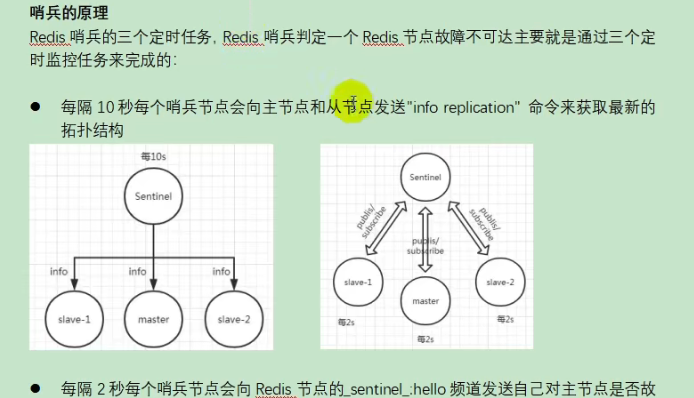 哨兵的原理
Redis 哨兵的三个定时任务, Redis 哨兵判定一个 Redis 节点故障不可达主要就是通过三个定
时监控任务来完成的:
● 每隔 10 秒每个哨兵节点会向主节点和从节点发送"info replication" 命令来获取最新的
拓扑结构
每10s
Sentinel
info info info
slave-1 master slave-2
Sentinel
publis/
subscribe
publis/
subscribe
publis/
subscribe
slave-1 master slave-2
每2s 每2s 每2s
● 每隔 2 秒每个哨兵节点会向 Redis 节点的_sentinel_:hello 频道发送自己对主节点是否故